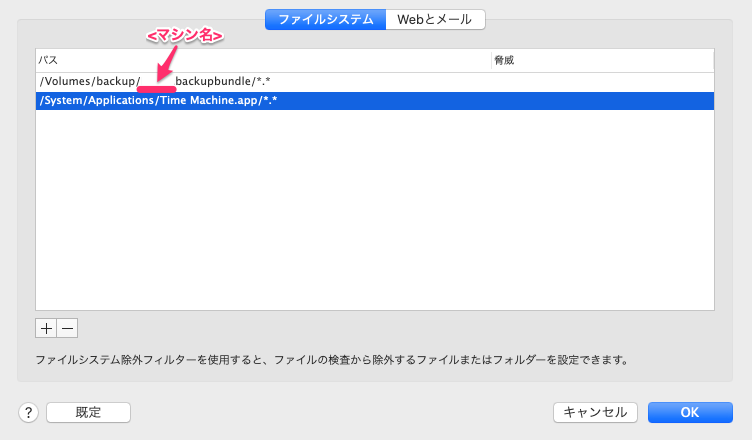 ファイルシステム Webとメール
<マシン名>
パス 脅威
/Volumes/backup/ backupbundle/*.*
/System/Applications/Time Machine.app/*.*
+ −
ファイルシステム除外フィルターを使用すると、ファイルの検査から除外するファイルまたはフォルダーを設定できます。
? 既定 キャンセル OK